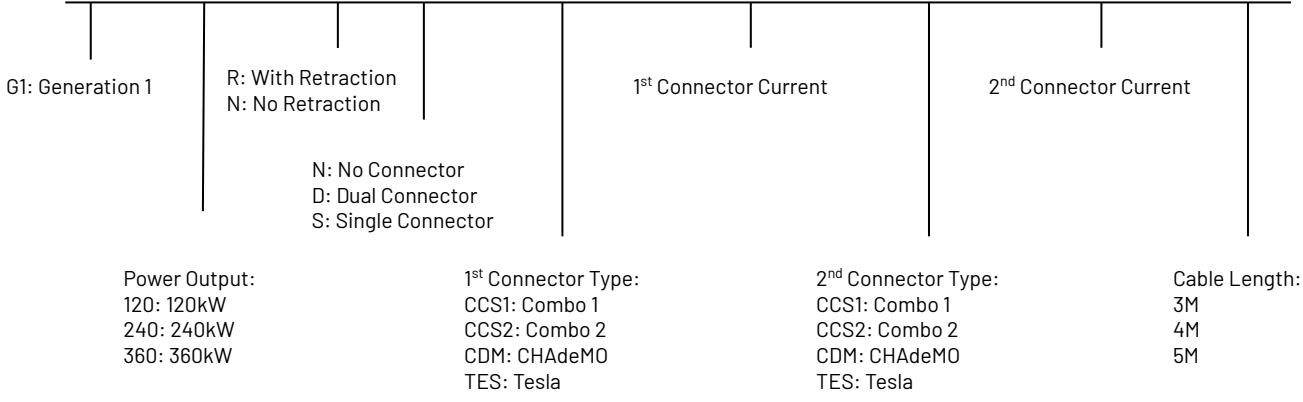 G1: Generation 1
R: With Retraction
N: No Retraction
1st Connector Current
2nd Connector Current
N: No Connector
D: Dual Connector
S: Single Connector
Power Output:
120: 120kW
240: 240kW
360: 360kW
1st Connector Type:
CCS1: Combo 1
CCS2: Combo 2
CDM: CHAdeMO
TES: Tesla
2nd Connector Type:
CCS1: Combo 1
CCS2: Combo 2
CDM: CHAdeMO
TES: Tesla
Cable Length:
3M
4M
5M